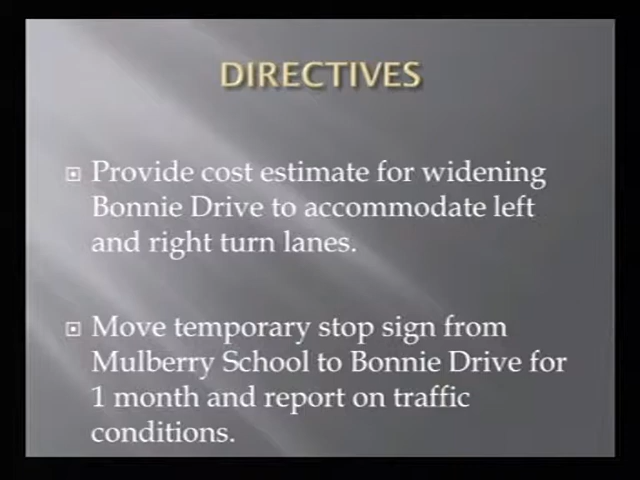 DIRECTIVES
Provide cost estimate for widening
Bonnie Drive to accommodate left
and right turn lanes.
Move temporary stop sign from
Mulberry School to Bonnie Drive for
1 month and report on traffic
conditions.